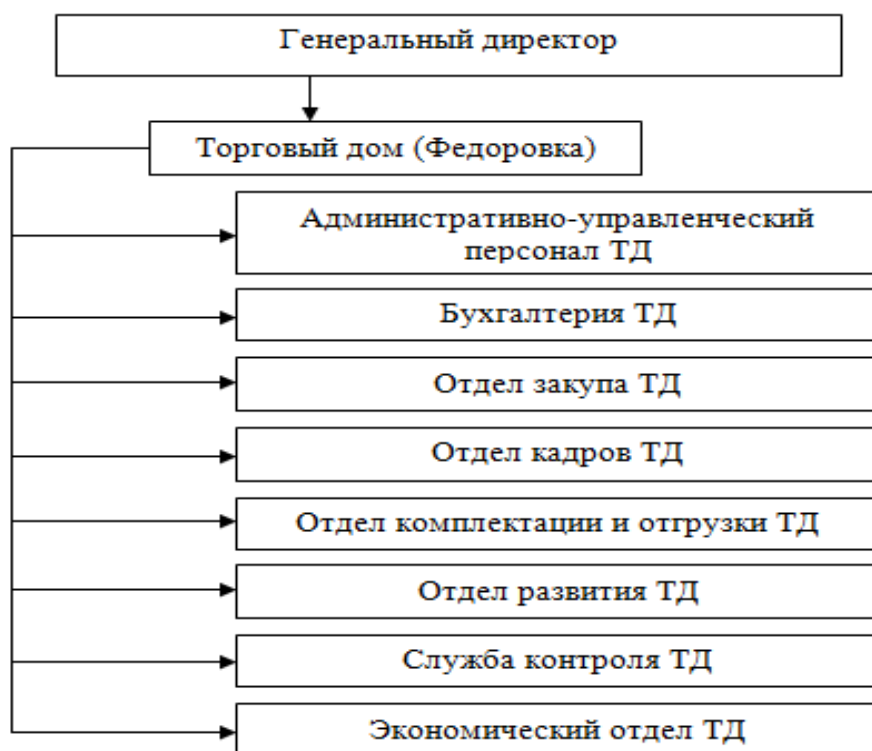 Генеральный директор
Торговый дом (Федоровка)
Административно-управленческий
персонал ТД
Бухгалтерия ТД
Отдел закупа ТД
Отдел кадров ТД
Отдел комплектации и отгрузки ТД
Отдел развития ТД
Служба контроля ТД
Экономический отдел ТД